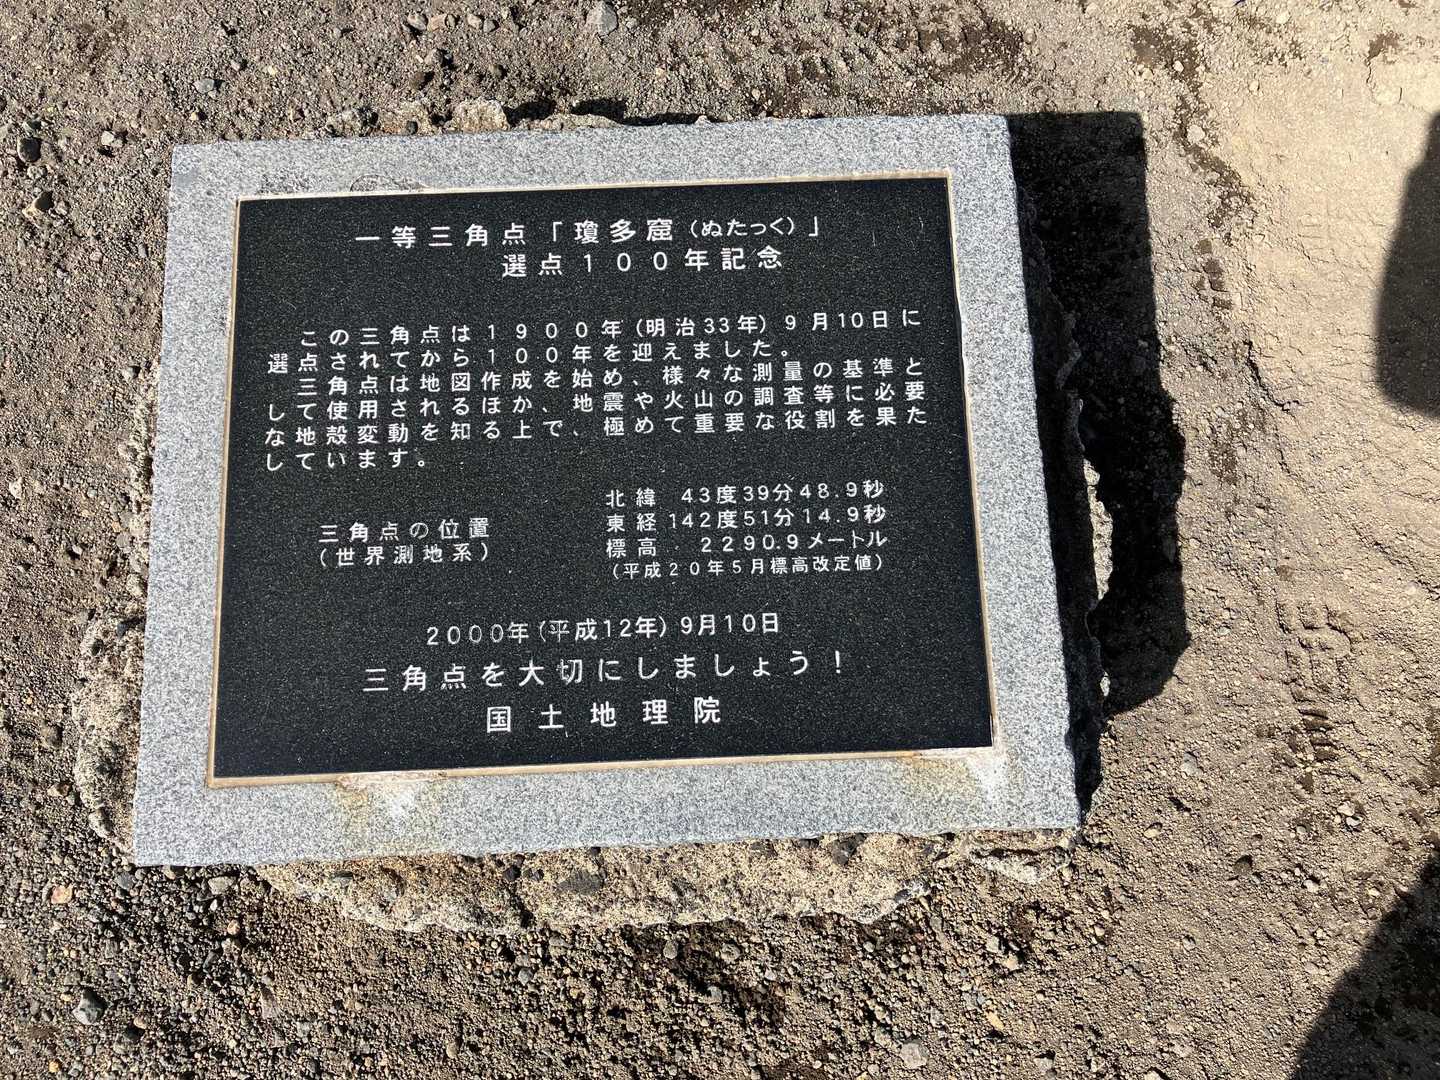 一等三角点「瓊多窟(ぬたっく)」
選点100年記念
この三角点は1900年(明治33年)9月10日に
選点されてから100年を迎えました。
三角点は地図作成を始め、様々な測量の基準と
して使用されるほか、地震や火山の調査等に必要
な地殻変動を知る上で、極めて重要な役割を果た
しています。
三角点の位置
(世界測地系)
北緯 43度39分48.9秒
東経142度51分14.9秒
標高 2290.9メートル
(平成20年5月標高改定値)
2000年(平成12年)9月10日
三角点を大切にしましょう!
国土地理院